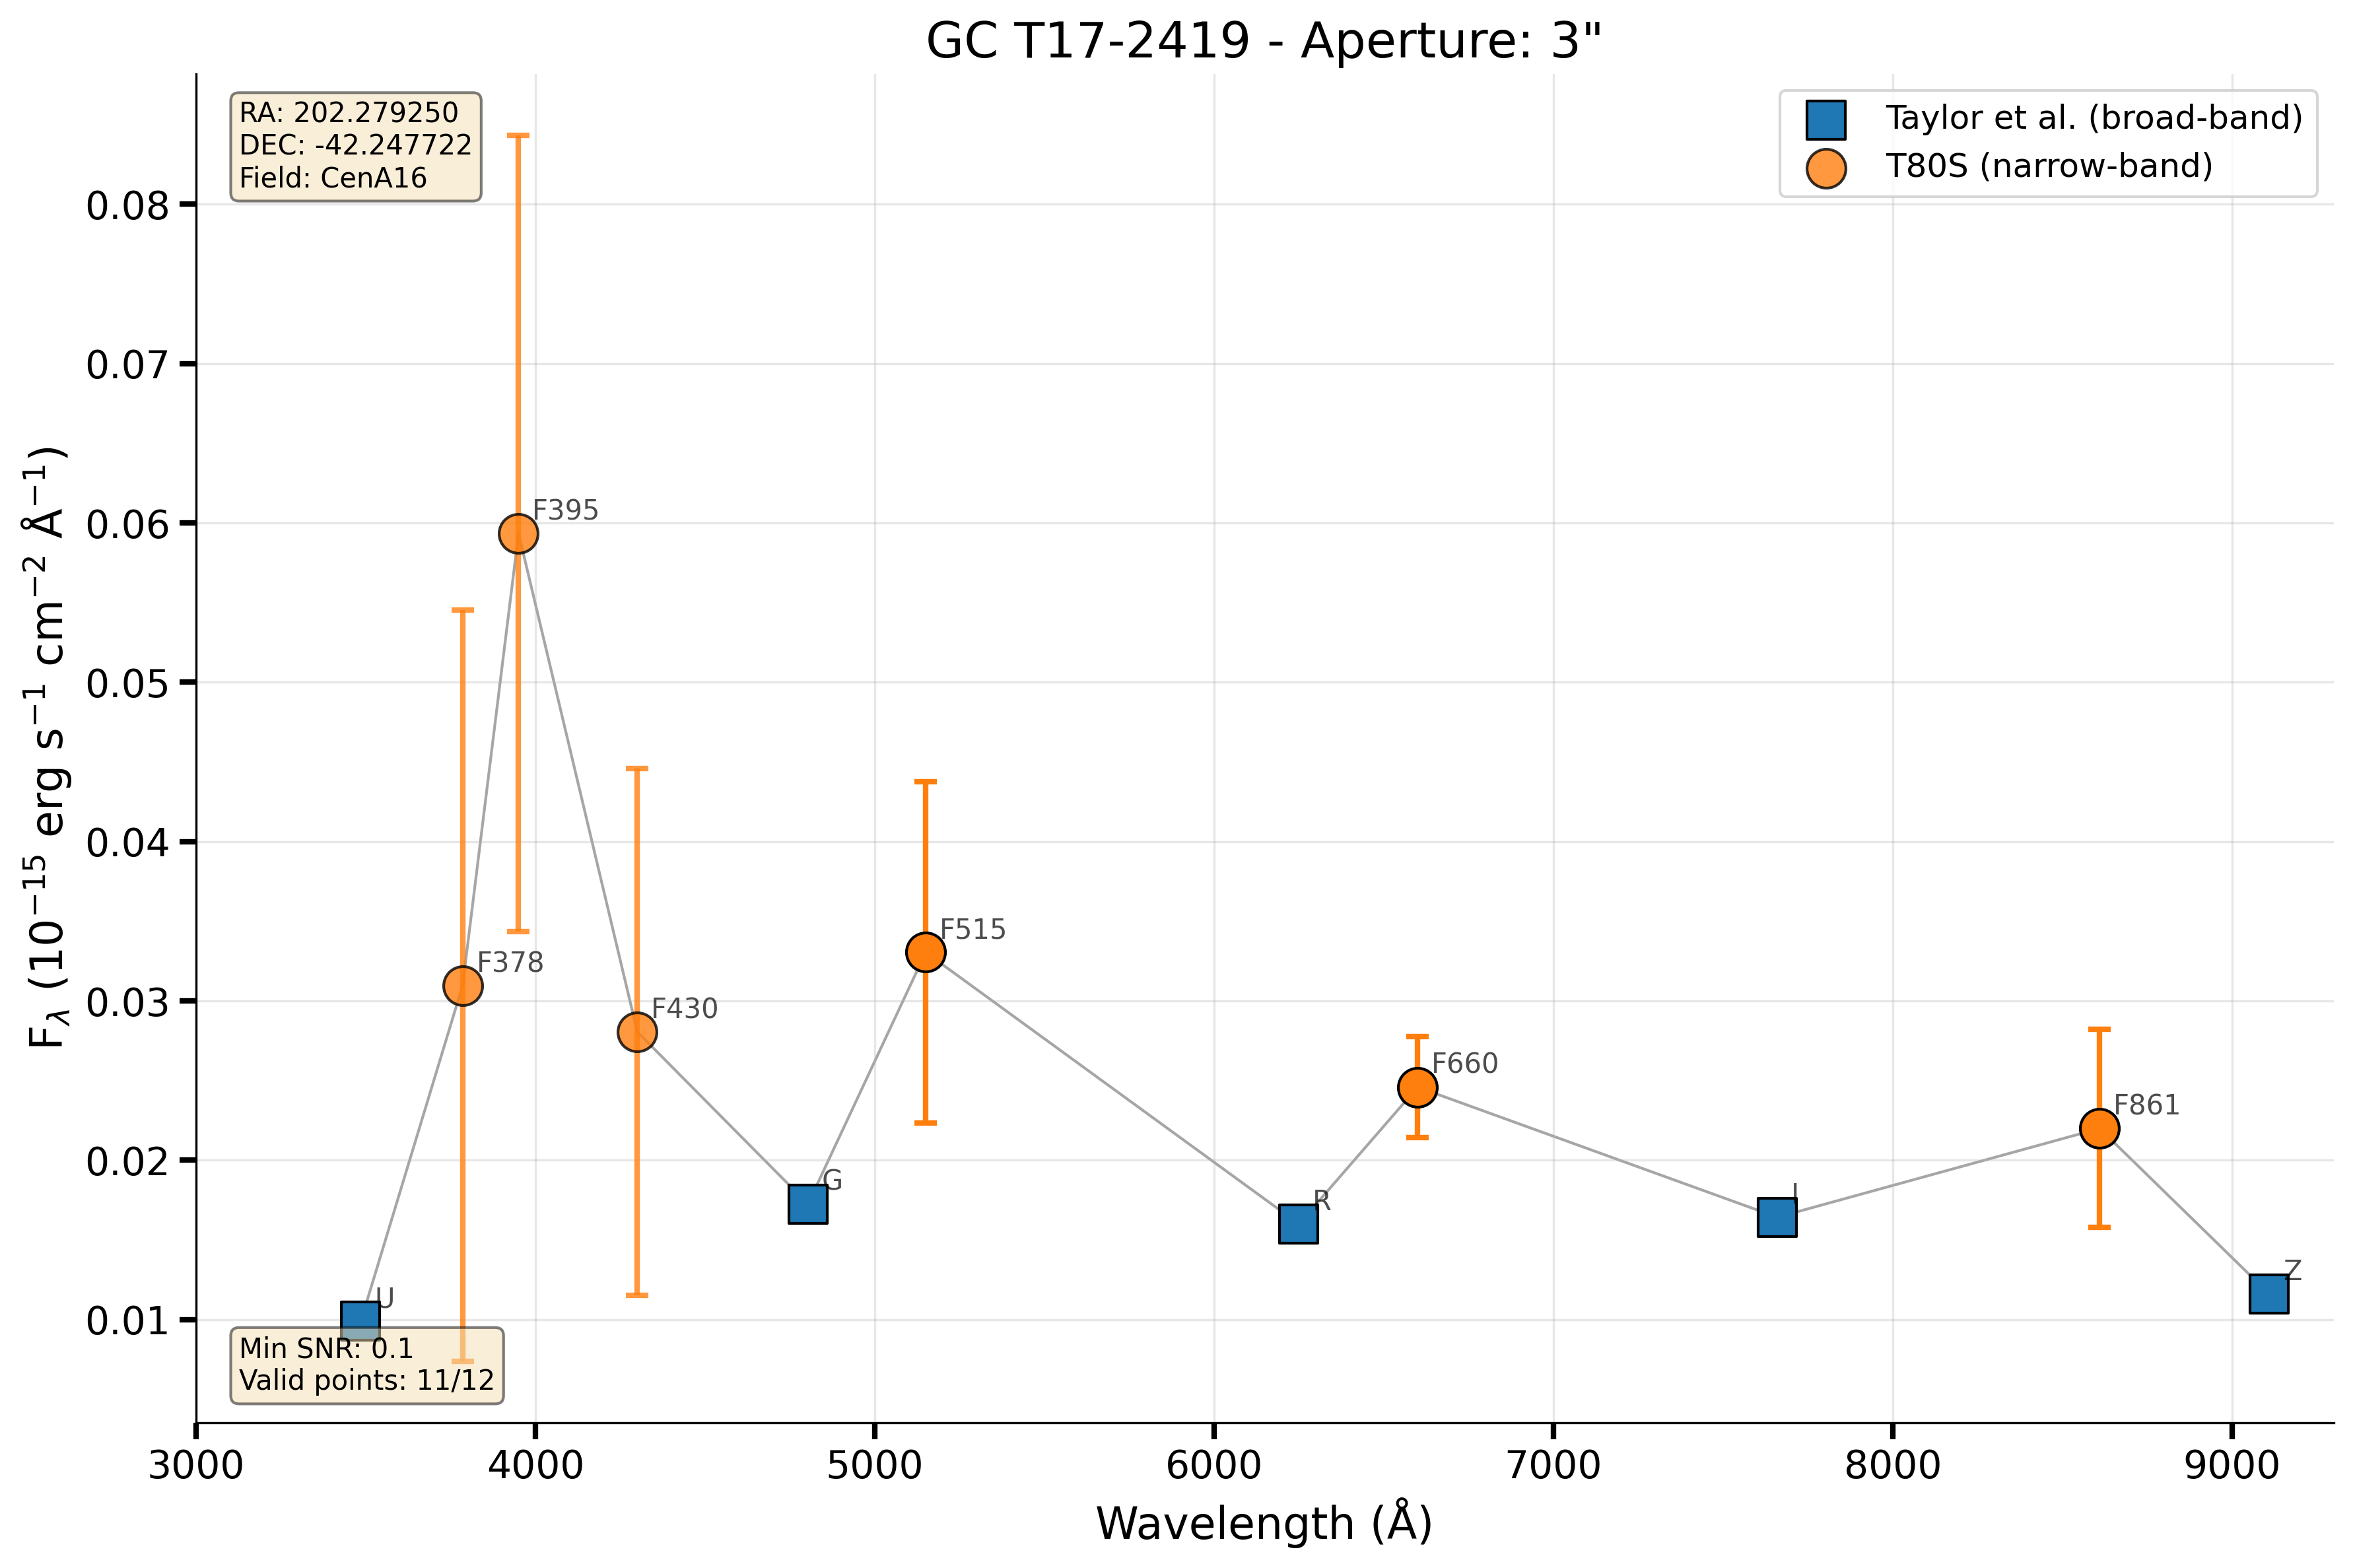 GC T17-2419 - Aperture: 3"
RA: 202.279250
DEC: -42.247722
Field: CenA16
Taylor et al. (broad-band)
T80S (narrow-band)
0.08
0.07
0.06
0.05
0.04
0.03
0.02
0.01
F_λ (10⁻¹⁵ erg s⁻¹ cm⁻² Å⁻¹)
F395
F378
F430
F515
F660
F861
G
R
I
U
Z
Min SNR: 0.1
Valid points: 11/12
3000 4000 5000 6000 7000 8000 9000
Wavelength (Å)